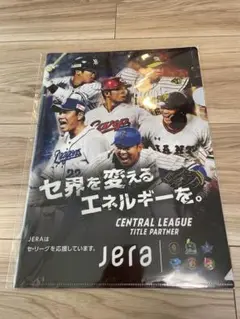 セ界を変える
エネルギーを。
CENTRAL LEAGUE
TITLE PARTNER
JERAは
セ・リーグを応援しています。
Jera